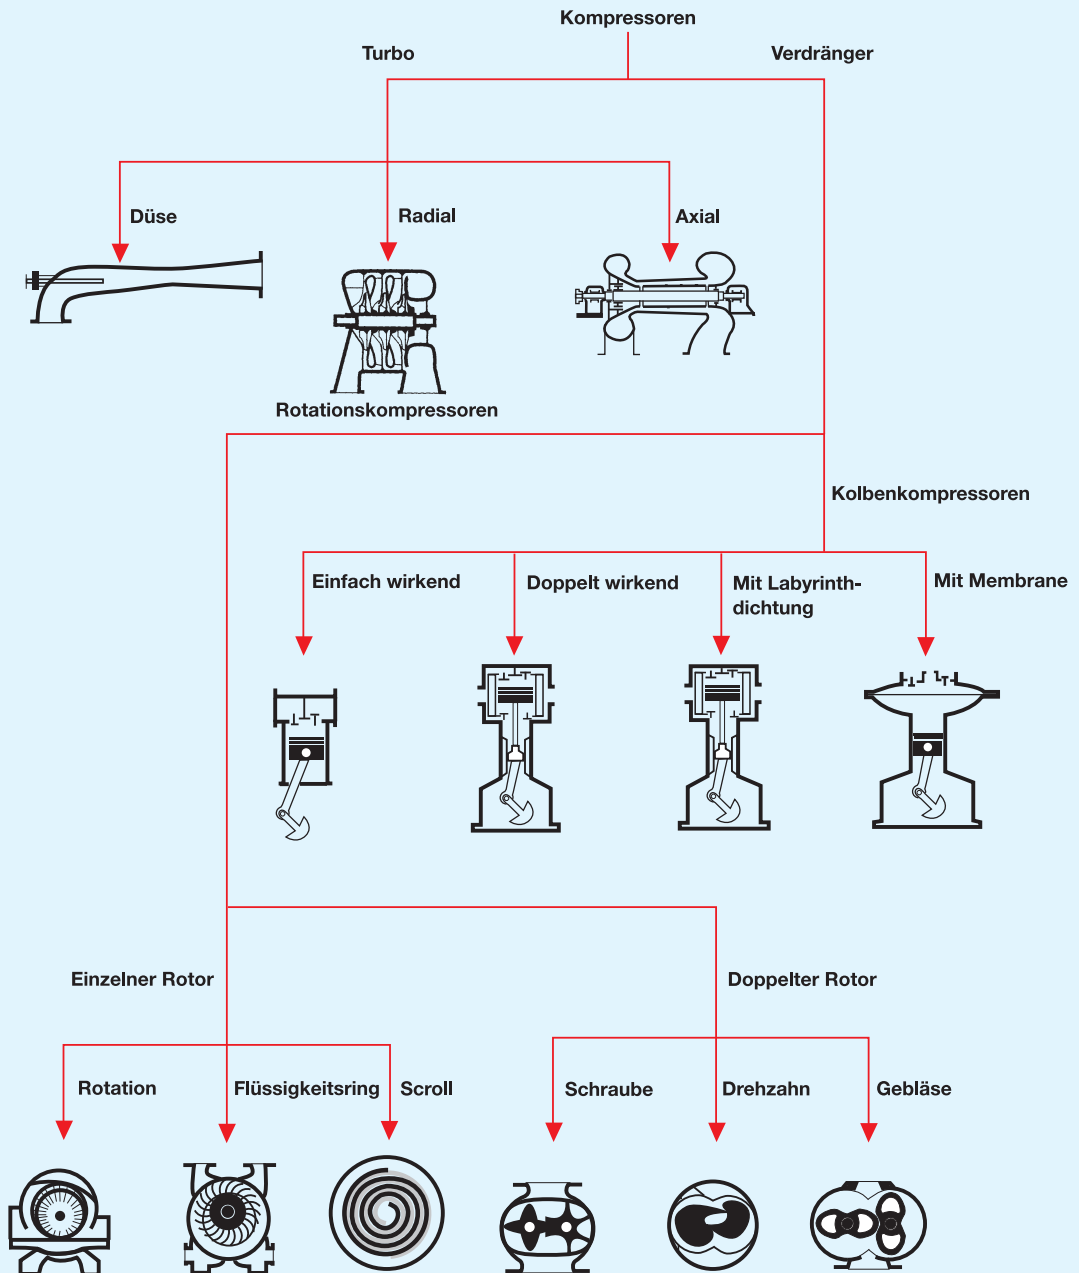 Kompressoren
Turbo
Verdränger
Düse
Radial
Axial
Rotationskompressoren
Kolbenkompressoren
Einfach wirkend
Doppelt wirkend
Mit Labyrinth-
dichtung
Mit Membrane
Einzelner Rotor
Doppelter Rotor
Rotation
Flüssigkeitsring
Scroll
Schraube
Drehzahn
Gebläse